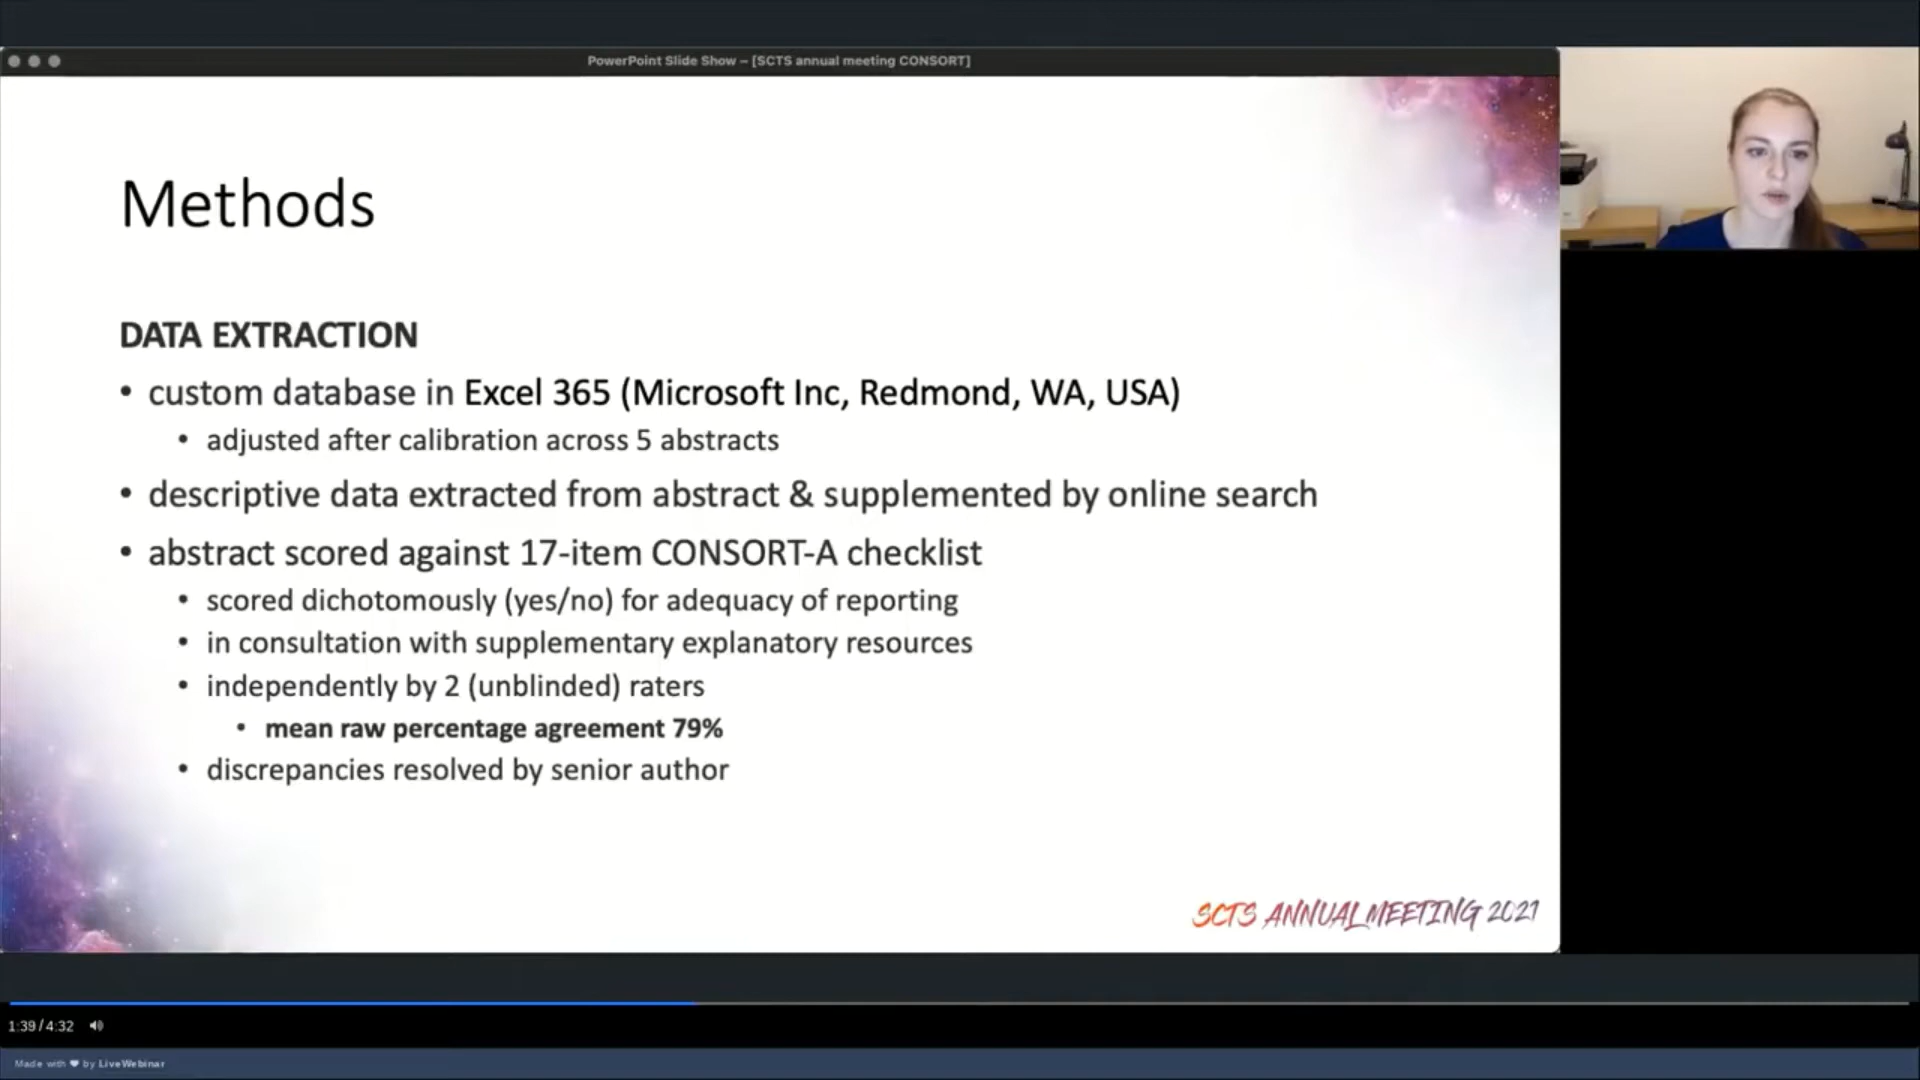 PowerPoint Slide Show – [SCTS annual meeting CONSORT]
Methods
DATA EXTRACTION
• custom database in Excel 365 (Microsoft Inc, Redmond, WA, USA)
• adjusted after calibration across 5 abstracts
• descriptive data extracted from abstract & supplemented by online search
• abstract scored against 17-item CONSORT-A checklist
• scored dichotomously (yes/no) for adequacy of reporting
• in consultation with supplementary explanatory resources
• independently by 2 (unblinded) raters
• mean raw percentage agreement 79%
• discrepancies resolved by senior author
SCTS ANNUAL MEETING 2021
1:39/4:32
Made with ❤ by LiveWebinar